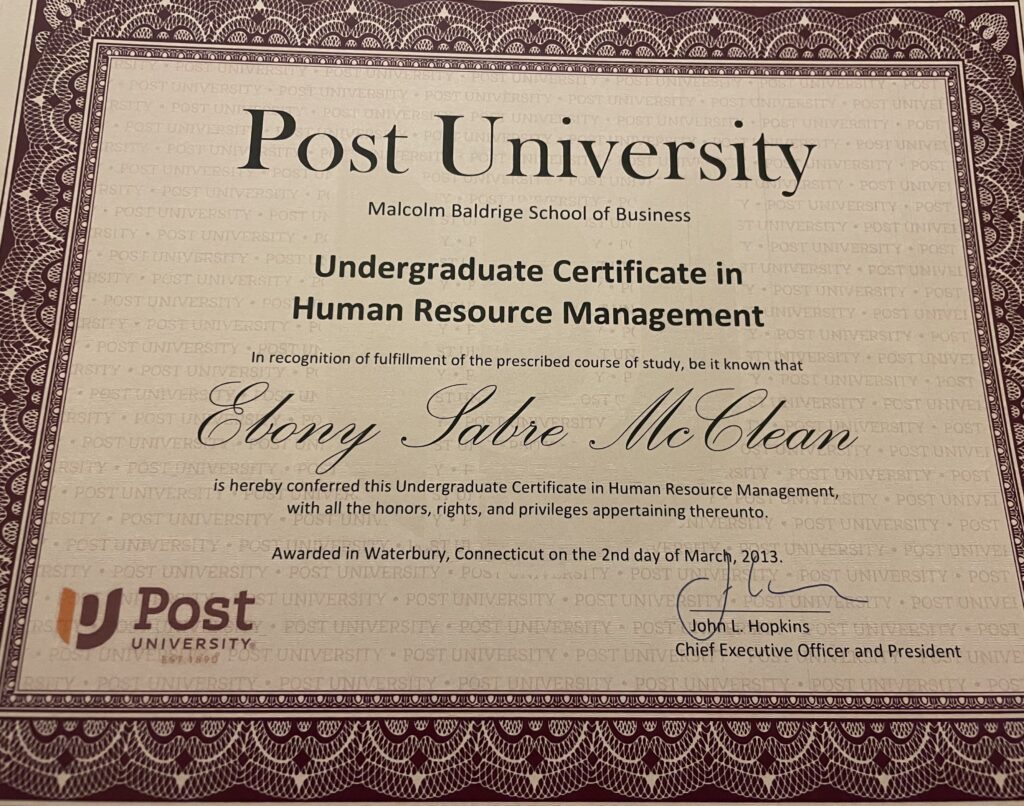 Post University
Malcolm Baldrige School of Business
Undergraduate Certificate in
Human Resource Management
In recognition of fulfillment of the prescribed course of study, be it known that
Ebony Sabre McClean
is hereby conferred this Undergraduate Certificate in Human Resource Management,
with all the honors, rights, and privileges appertaining thereunto.
Awarded in Waterbury, Connecticut on the 2nd day of March, 2013.
Post
UNIVERSITY
EST 1890
John L. Hopkins
Chief Executive Officer and President